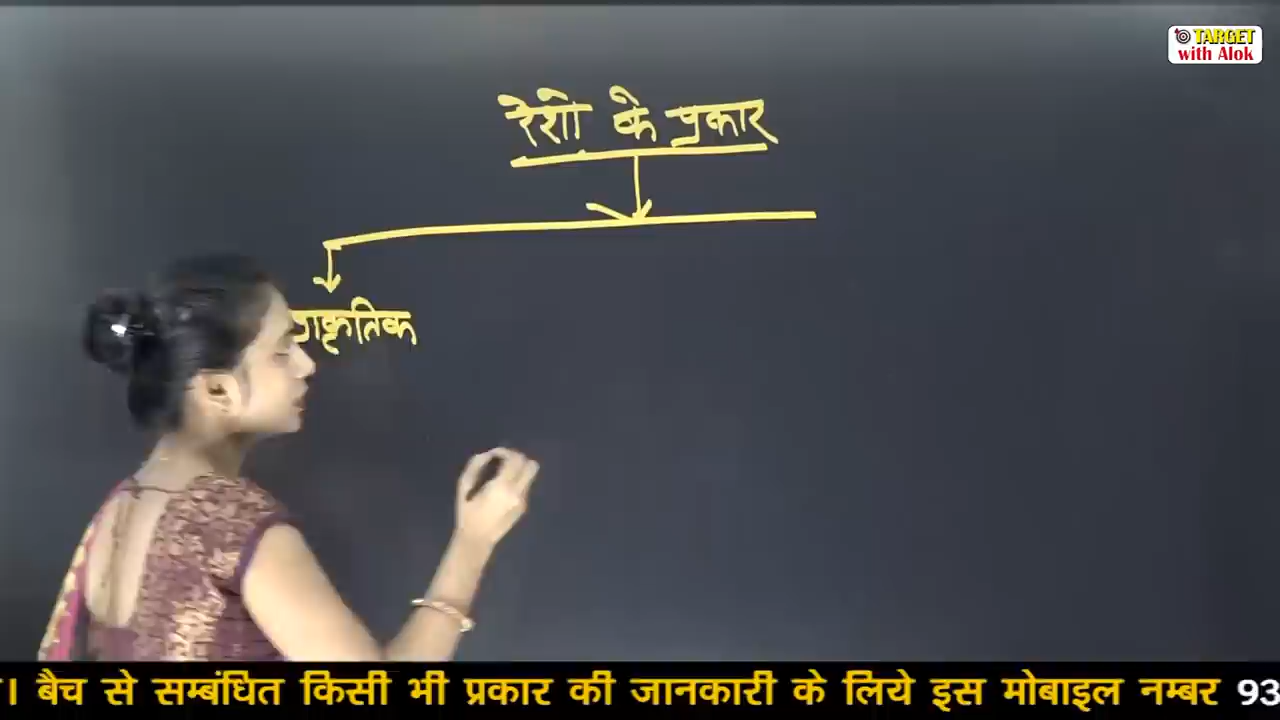 TARGET
with Alok
रेशो के प्रकार
प्राकृतिक
। बैच से सम्बंधित किसी भी प्रकार की जानकारी के लिये इस मोबाइल नम्बर 93